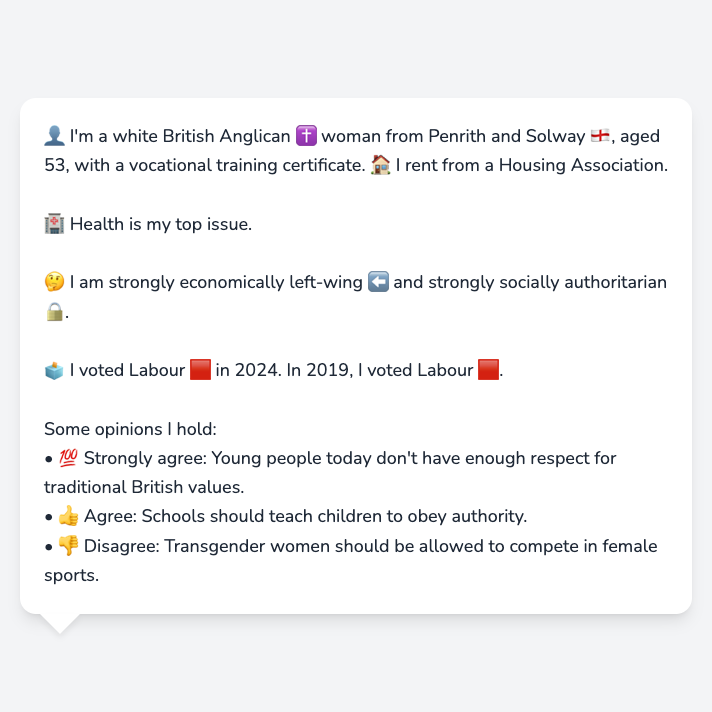 👤 I'm a white British Anglican ✝️ woman from Penrith and Solway 🏴󠁧󠁢󠁥󠁮󠁧󠁿, aged
53, with a vocational training certificate. 🏠 I rent from a Housing Association.
🏥 Health is my top issue.
🤔 I am strongly economically left-wing ⬅️ and strongly socially authoritarian
🔒.
🗳️ I voted Labour 🟥 in 2024. In 2019, I voted Labour 🟥.
Some opinions I hold:
• 💯 Strongly agree: Young people today don't have enough respect for
traditional British values.
• 👍 Agree: Schools should teach children to obey authority.
• 👎 Disagree: Transgender women should be allowed to compete in female
sports.